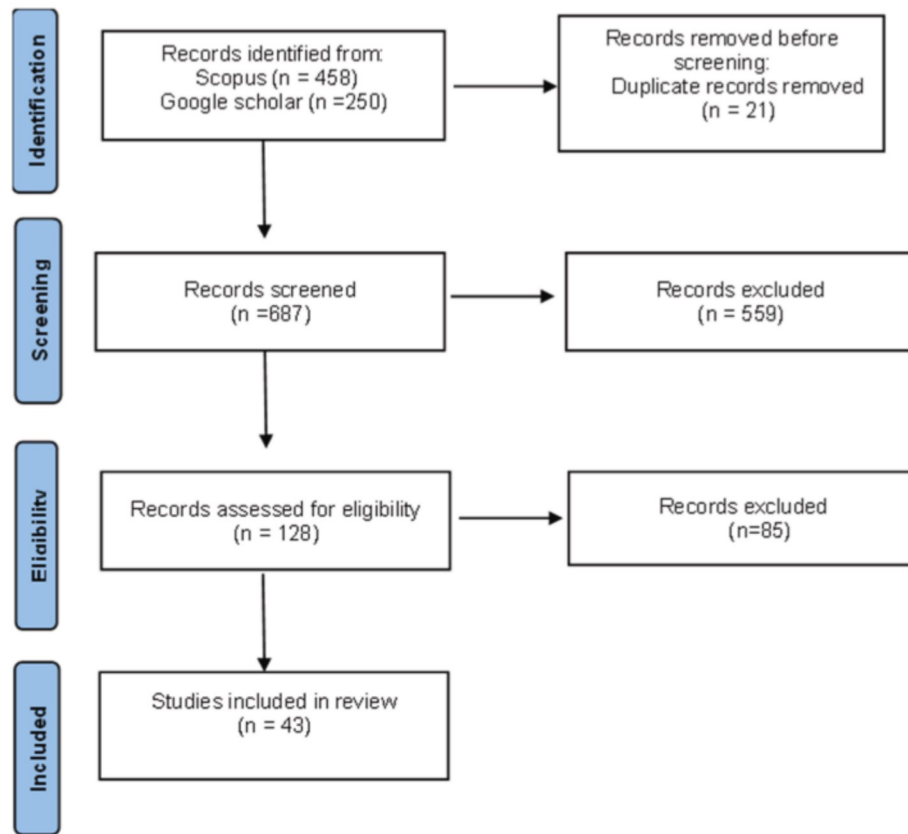 Identification
Records identified from:
Scopus (n = 458)
Google scholar (n =250)
Records removed before
screening:
Duplicate records removed
(n = 21)
Screening
Records screened
(n =687)
Records excluded
(n = 559)
Eligibility
Records assessed for eligibility
(n = 128)
Records excluded
(n=85)
Included
Studies included in review
(n = 43)